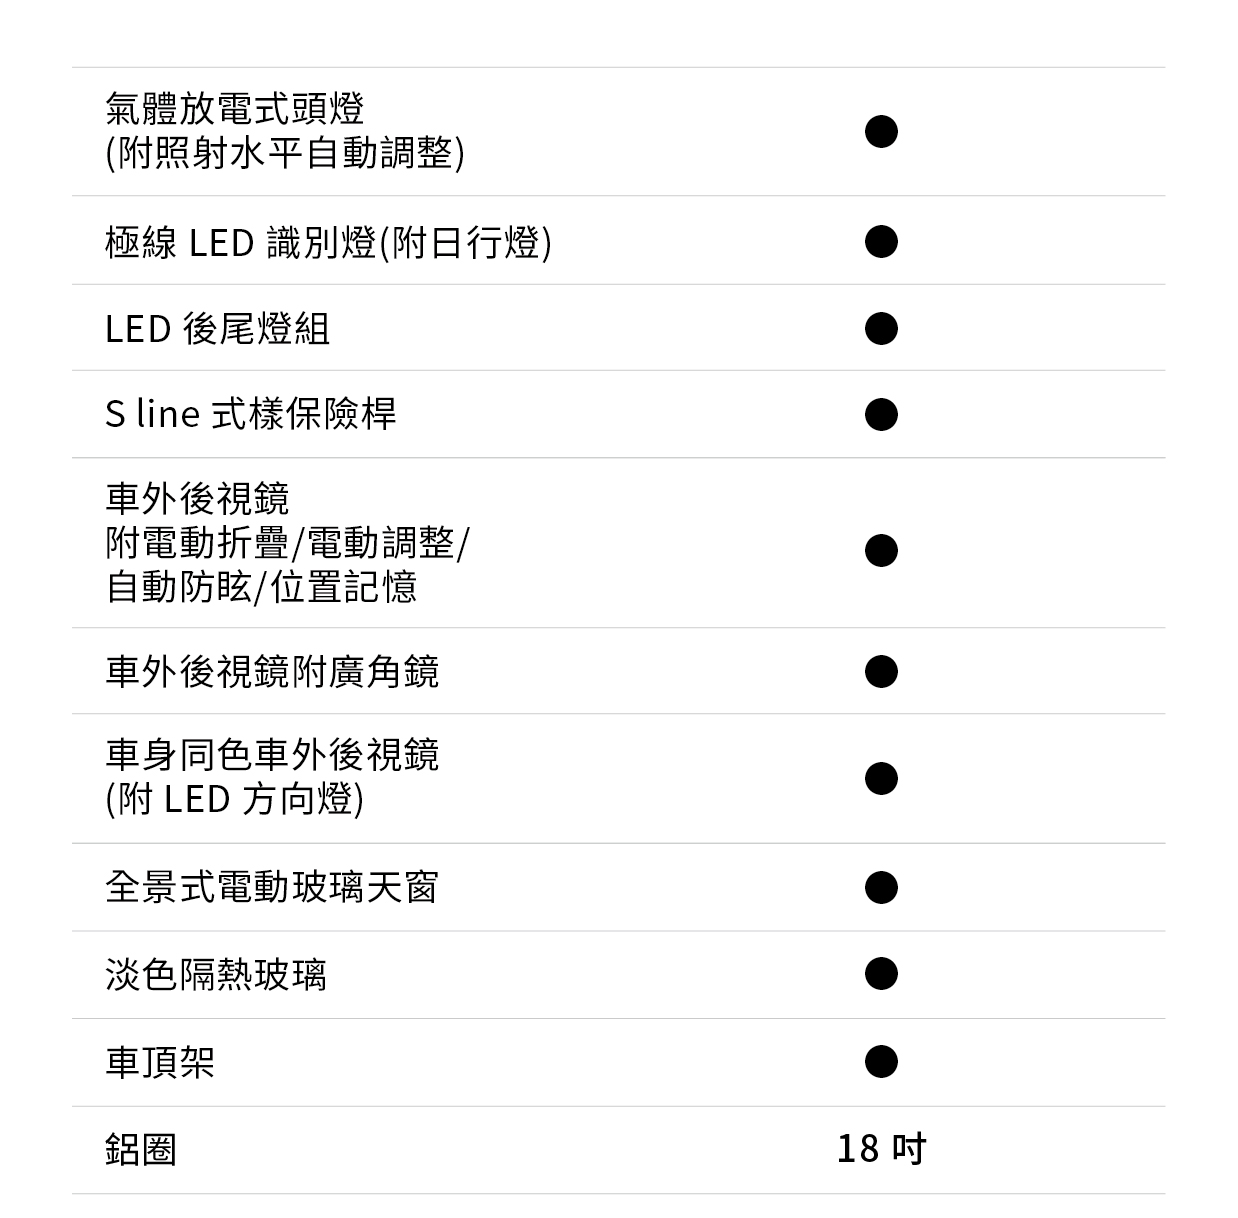 氣體放電式頭燈
(附照射水平自動調整)
●
極線 LED 識別燈(附日行燈)
●
LED 後尾燈組
●
S line 式樣保險桿
●
車外後視鏡
附電動折疊/電動調整/
自動防眩/位置記憶
●
車外後視鏡附廣角鏡
●
車身同色車外後視鏡
(附 LED 方向燈)
●
全景式電動玻璃天窗
●
淡色隔熱玻璃
●
車頂架
●
鋁圈
18 吋